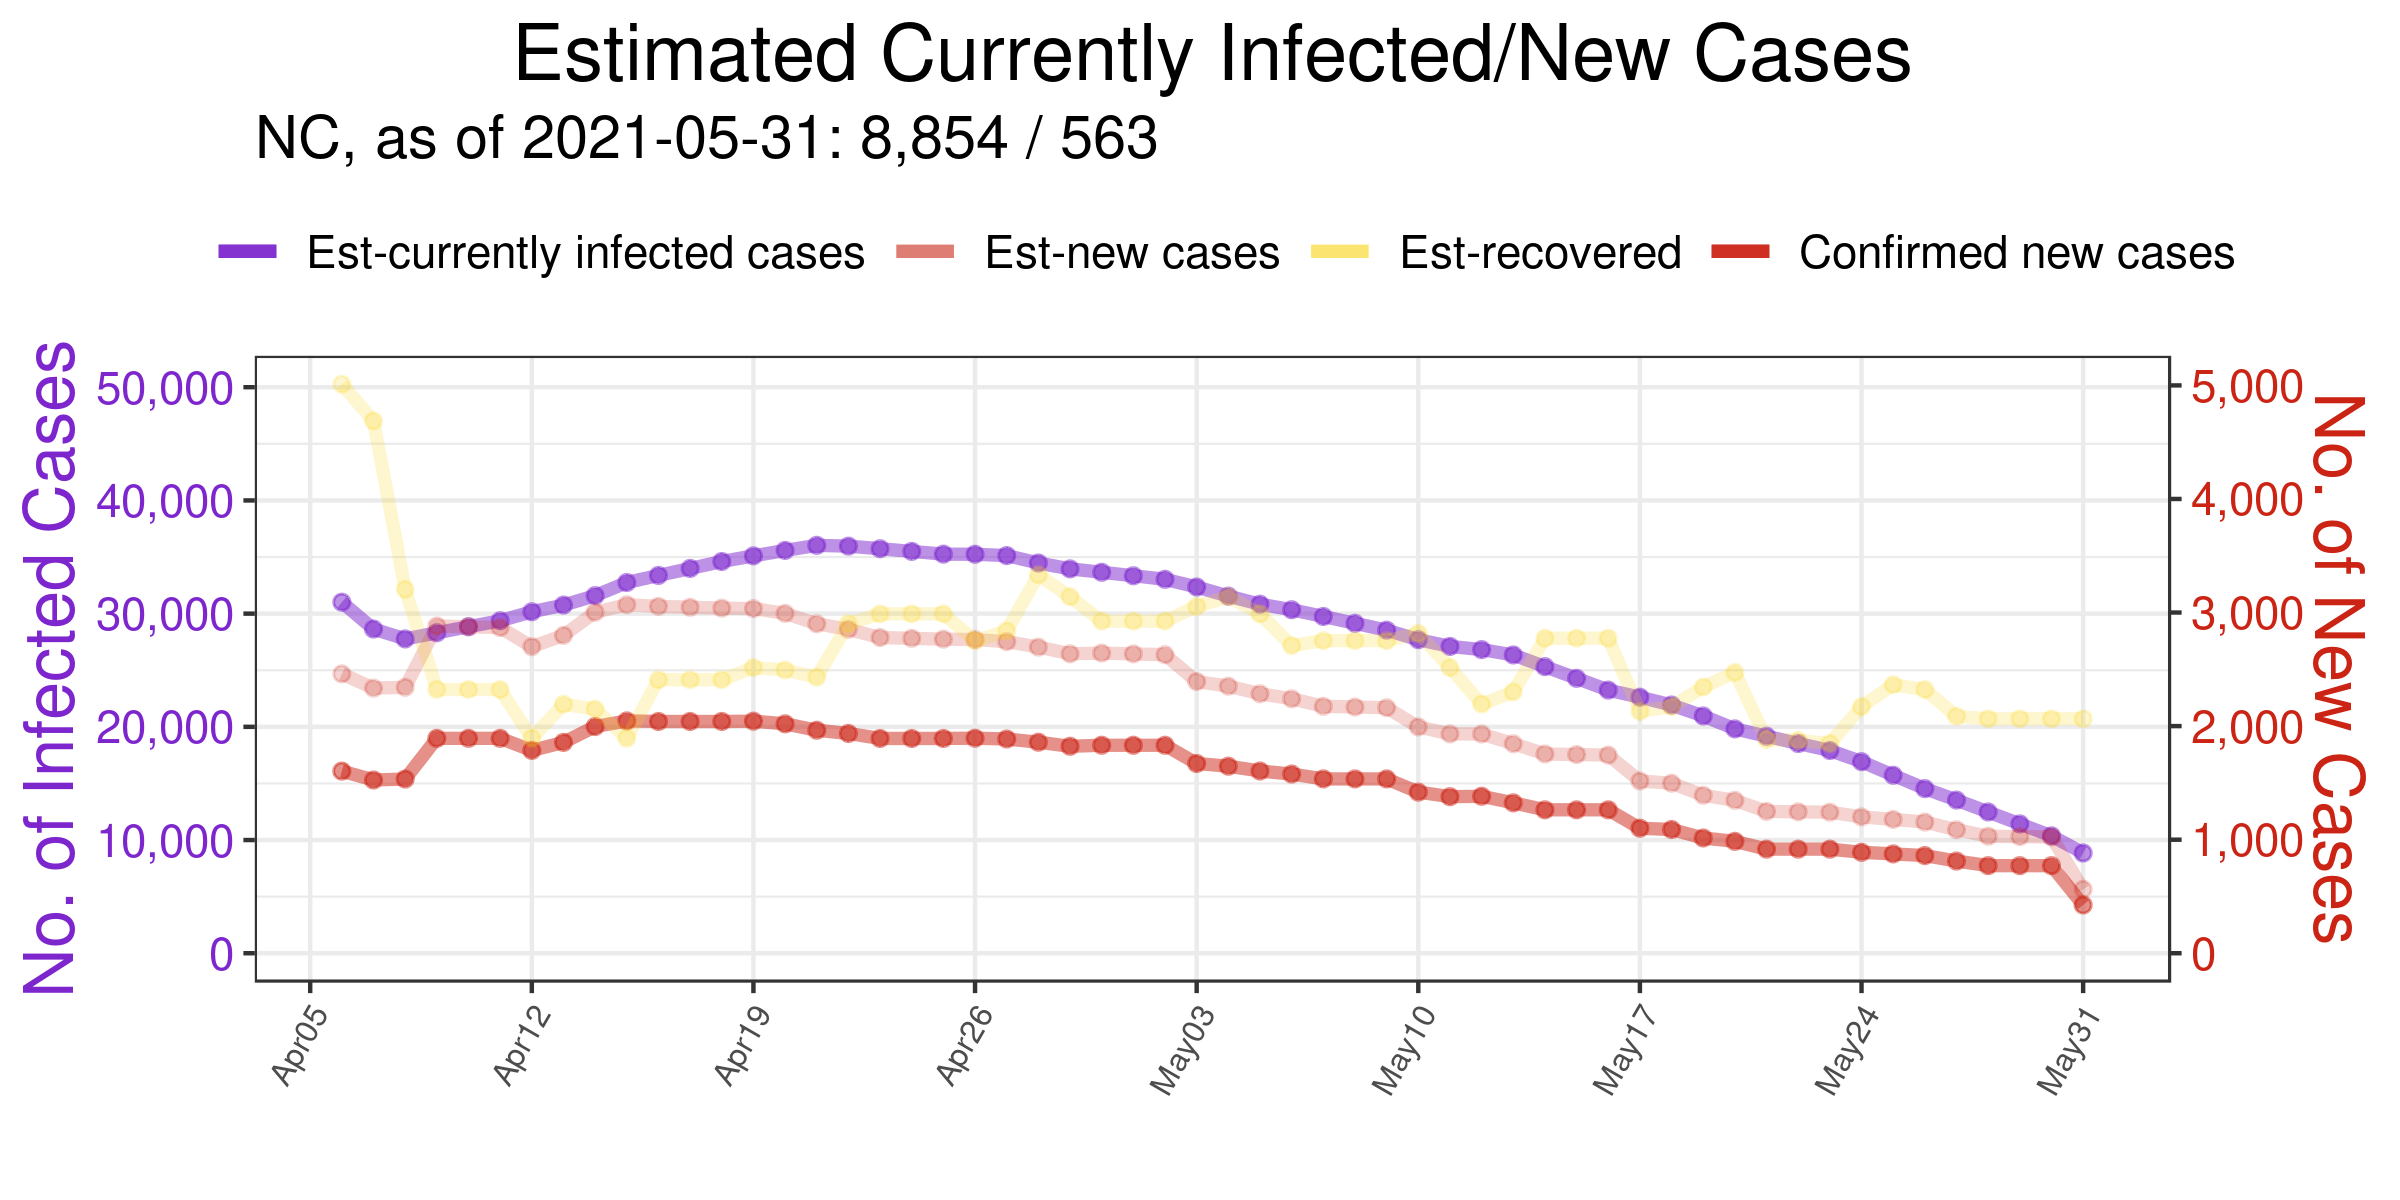 Estimated Currently Infected/New Cases
NC, as of 2021-05-31: 8,854 / 563
Est-currently infected cases Est-new cases Est-recovered Confirmed new cases
No. of Infected Cases
50,000
40,000
30,000
20,000
10,000
0
5,000
4,000
3,000
2,000
1,000
0
No. of New Cases
Apr05 Apr12 Apr19 Apr26 May03 May10 May17 May24 May31